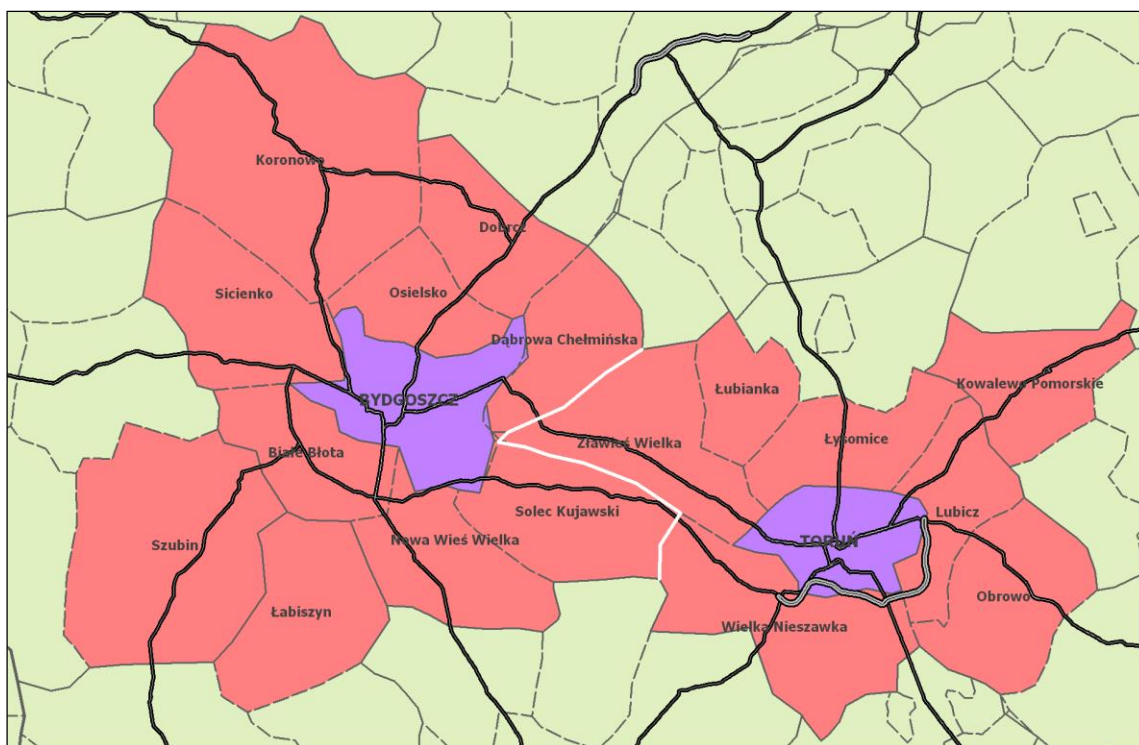 Koronowo
Dobrcz
Sicienko
Osielsko
Dąbrowa Chełmińska
Łubianka
Kowalewo Pomorskie
BYDGOSZCZ
Zławieś Wielka
Łysomice
Białe Błota
Solec Kujawski
Lubicz
Szubin
Nowa Wieś Wielka
TORUŃ
Łabiszyn
Obrowo
Wielka Nieszawka